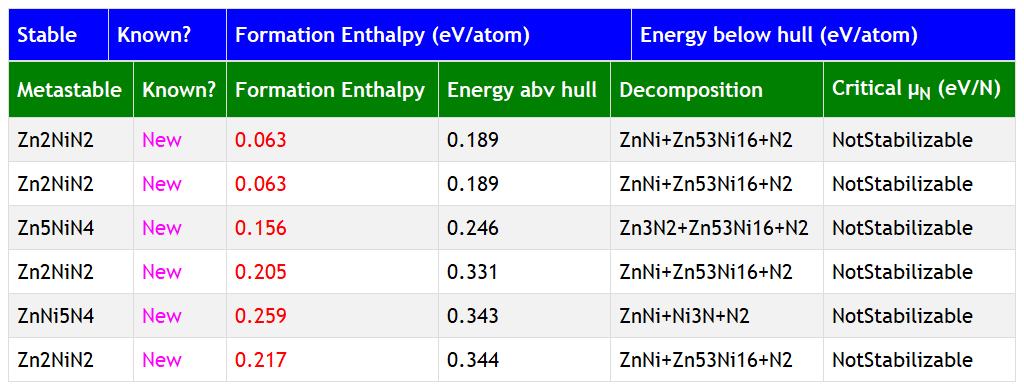 Stable Known? Formation Enthalpy (eV/atom) Energy below hull (eV/atom)
Metastable Known? Formation Enthalpy Energy abv hull Decomposition Critical μN (eV/N)
Zn2NiN2 New 0.063 0.189 ZnNi+Zn53Ni16+N2 NotStabilizable
Zn2NiN2 New 0.063 0.189 ZnNi+Zn53Ni16+N2 NotStabilizable
Zn5NiN4 New 0.156 0.246 Zn3N2+Zn53Ni16+N2 NotStabilizable
Zn2NiN2 New 0.205 0.331 ZnNi+Zn53Ni16+N2 NotStabilizable
ZnNi5N4 New 0.259 0.343 ZnNi+Ni3N+N2 NotStabilizable
Zn2NiN2 New 0.217 0.344 ZnNi+Zn53Ni16+N2 NotStabilizable